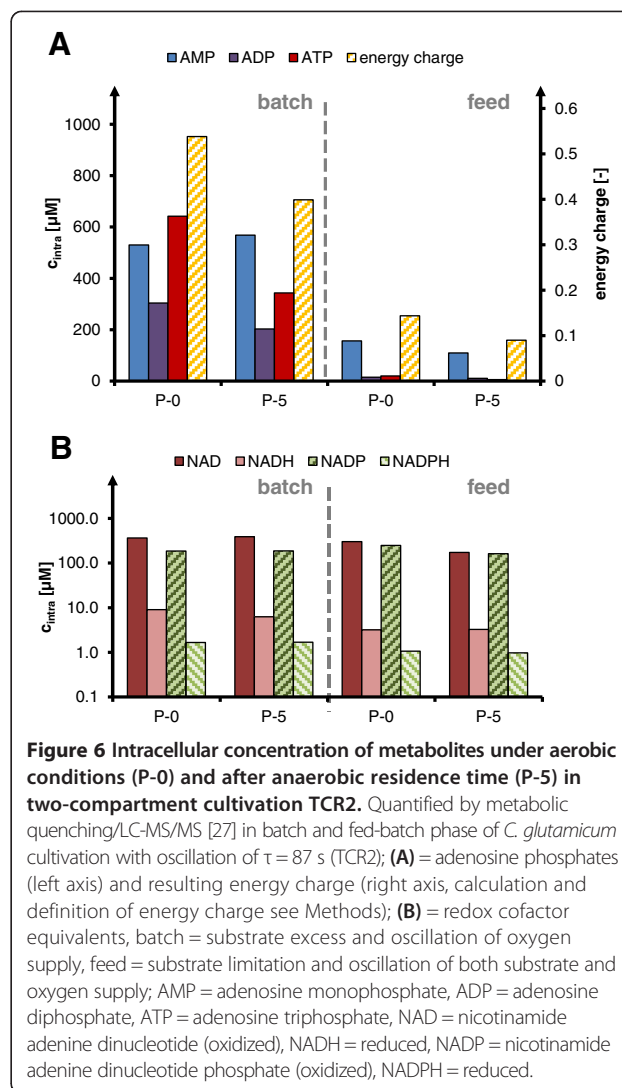 A
AMP ADP ATP energy charge
batch feed
1000
800
600
400
200
0
c_intra [µM]
0.6
0.5
0.4
0.3
0.2
0.1
0
energy charge [-]
P-0 P-5 P-0 P-5
B
NAD NADH NADP NADPH
batch feed
1000.0
100.0
10.0
1.0
0.1
c_intra [µM]
P-0 P-5 P-0 P-5
Figure 6 Intracellular concentration of metabolites under aerobic
conditions (P-0) and after anaerobic residence time (P-5) in
two-compartment cultivation TCR2. Quantified by metabolic
quenching/LC-MS/MS [27] in batch and fed-batch phase of C. glutamicum
cultivation with oscillation of τ = 87 s (TCR2); (A) = adenosine phosphates
(left axis) and resulting energy charge (right axis, calculation and
definition of energy charge see Methods); (B) = redox cofactor
equivalents, batch = substrate excess and oscillation of oxygen
supply, feed = substrate limitation and oscillation of both substrate and
oxygen supply; AMP = adenosine monophosphate, ADP = adenosine
diphosphate, ATP = adenosine triphosphate, NAD = nicotinamide
adenine dinucleotide (oxidized), NADH = reduced, NADP = nicotinamide
adenine dinucleotide phosphate (oxidized), NADPH = reduced.